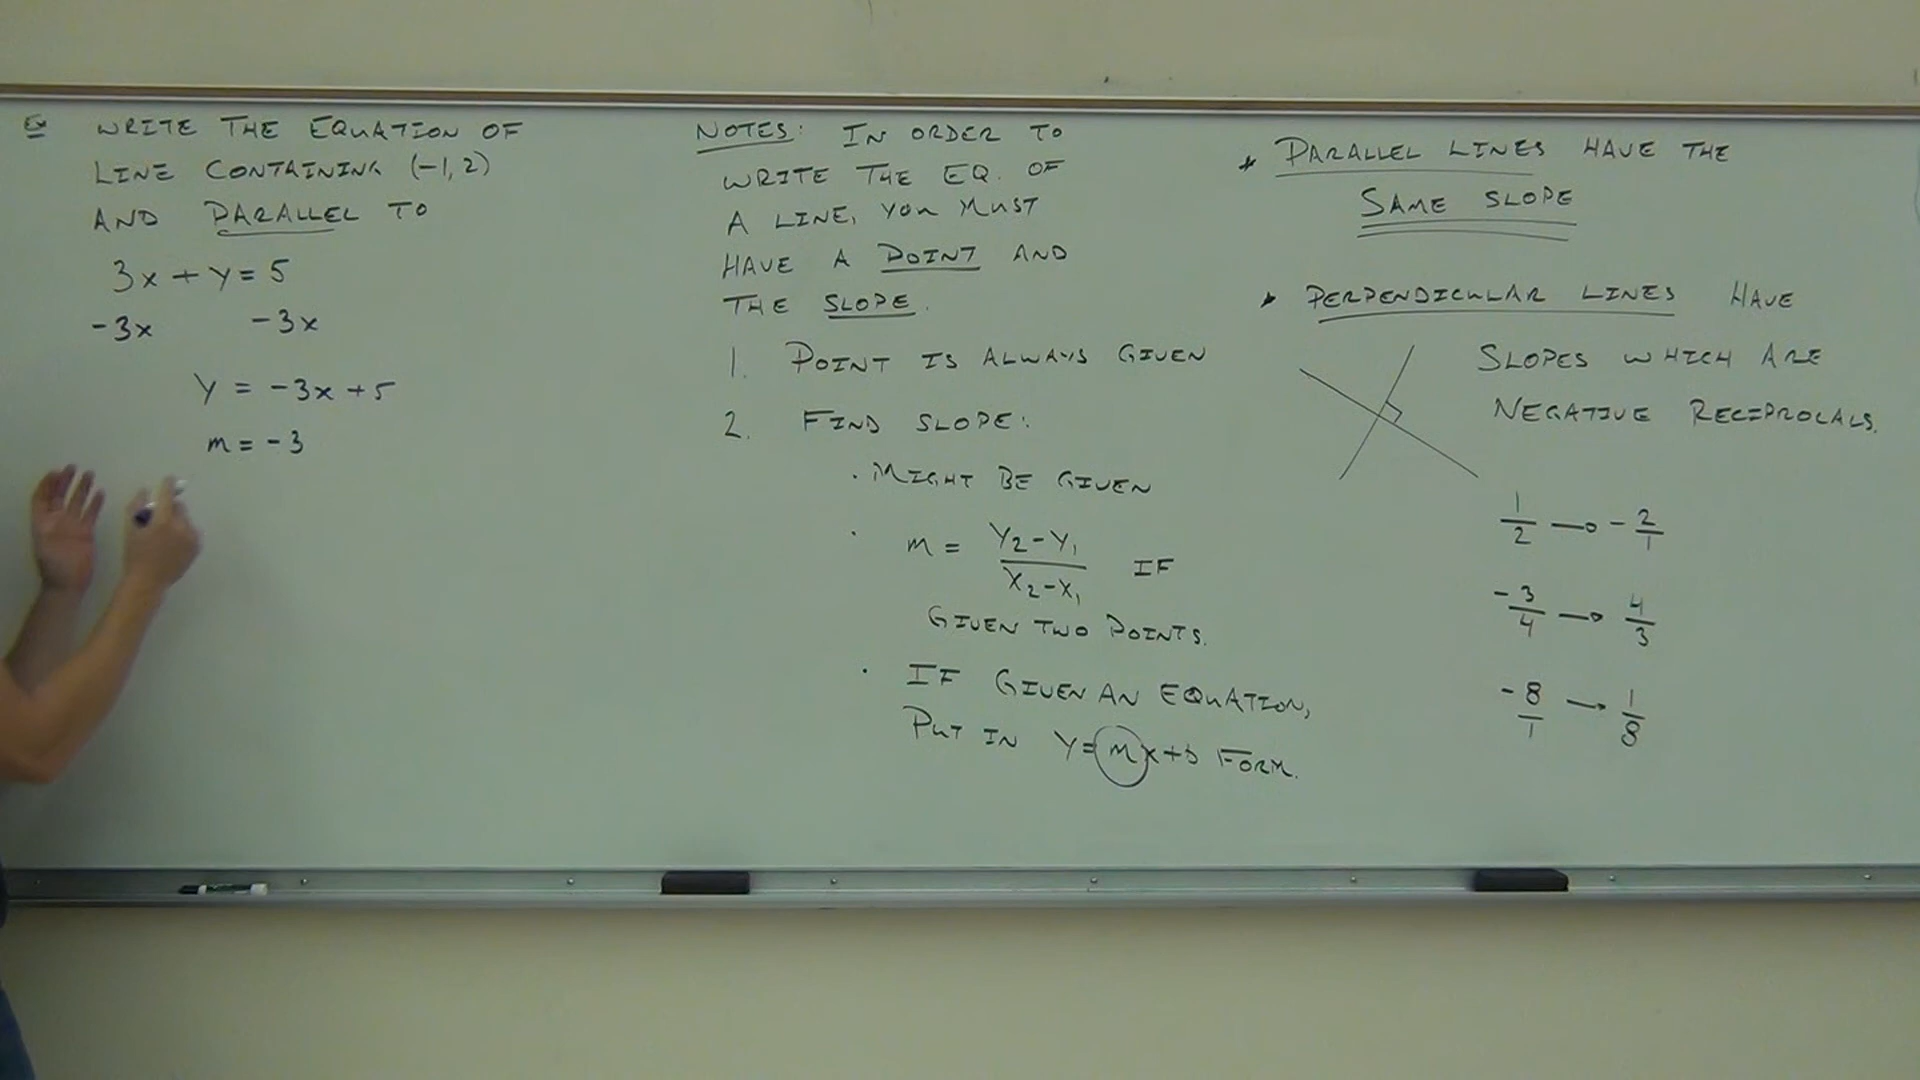 Ex WRITE THE EQUATION OF
LINE CONTAINING (-1, 2)
AND PARALLEL TO
3x + y = 5
-3x -3x
y = -3x + 5
m = -3
NOTES: IN ORDER TO
WRITE THE EQ. OF
A LINE, YOU MUST
HAVE A POINT AND
THE SLOPE.
1. POINT IS ALWAYS GIVEN
2. FIND SLOPE:
· MIGHT BE GIVEN
· m = (Y₂-Y₁)/(X₂-X₁) IF
GIVEN TWO POINTS.
· IF GIVEN AN EQUATION,
PUT IN Y=mx+b FORM.
* PARALLEL LINES HAVE THE
SAME SLOPE
* PERPENDICULAR LINES HAVE
SLOPES WHICH ARE
NEGATIVE RECIPROCALS.
1/2 → -2/1
-3/4 → 4/3
-8/1 → 1/8